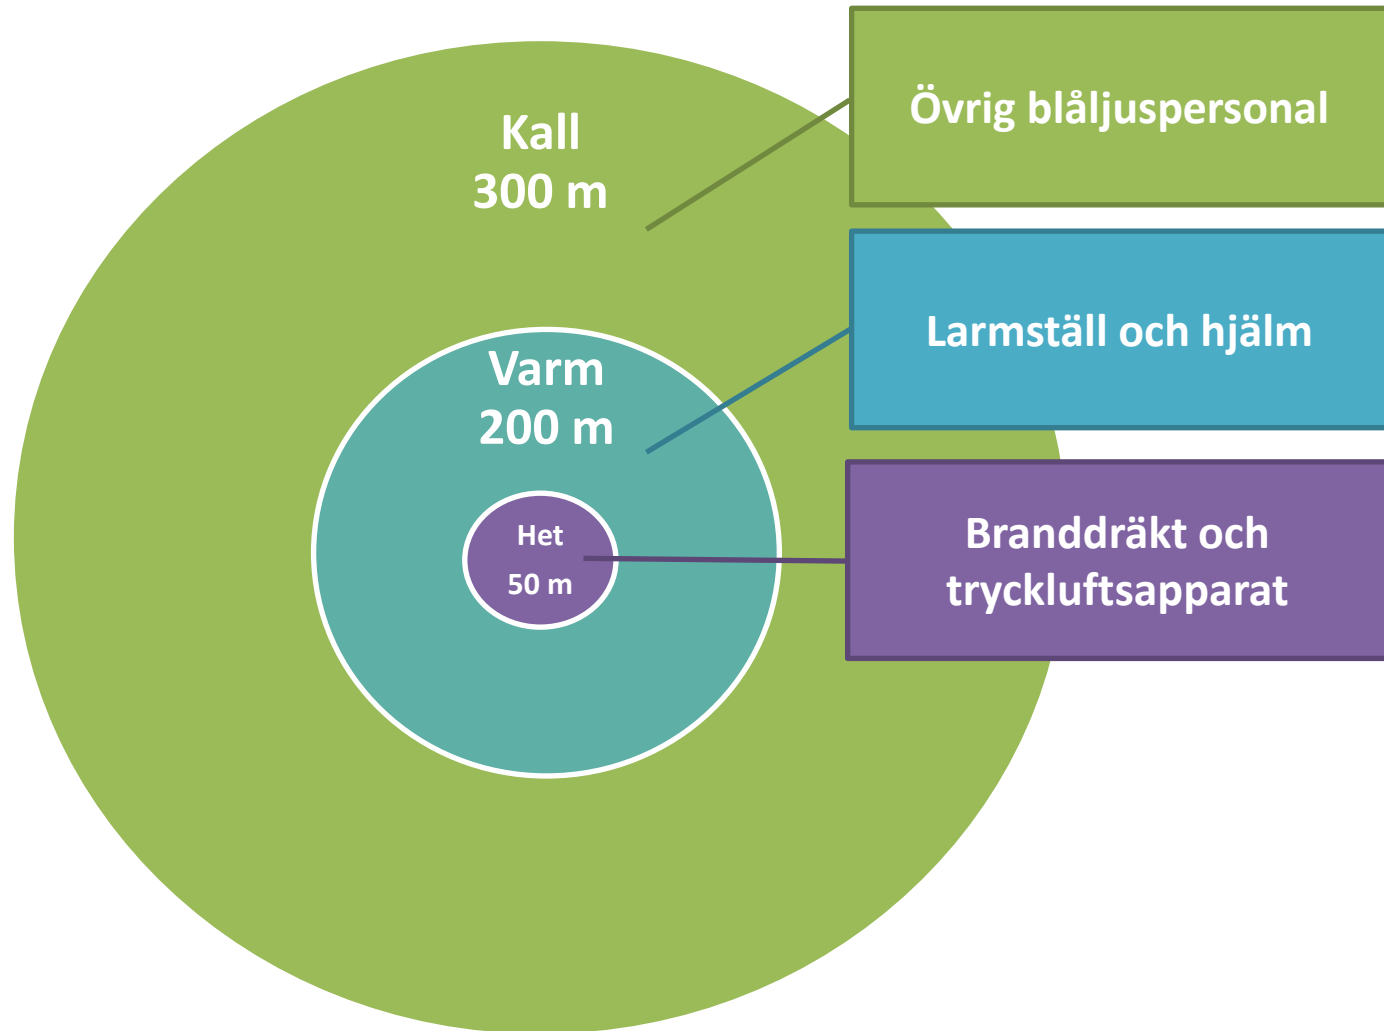 Kall
300 m
Övrig blåljuspersonal
Varm
200 m
Larmställ och hjälm
Het
50 m
Branddräkt och
tryckluftsapparat